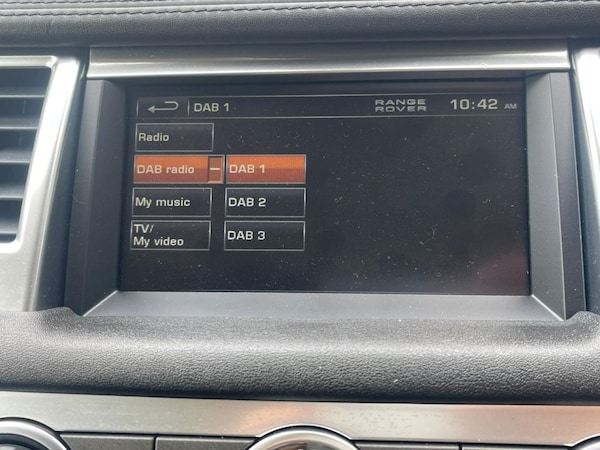 DAB 1
RANGE
ROVER
10:42 AM
Radio
DAB radio
DAB 1
My music
DAB 2
TV/
My video
DAB 3